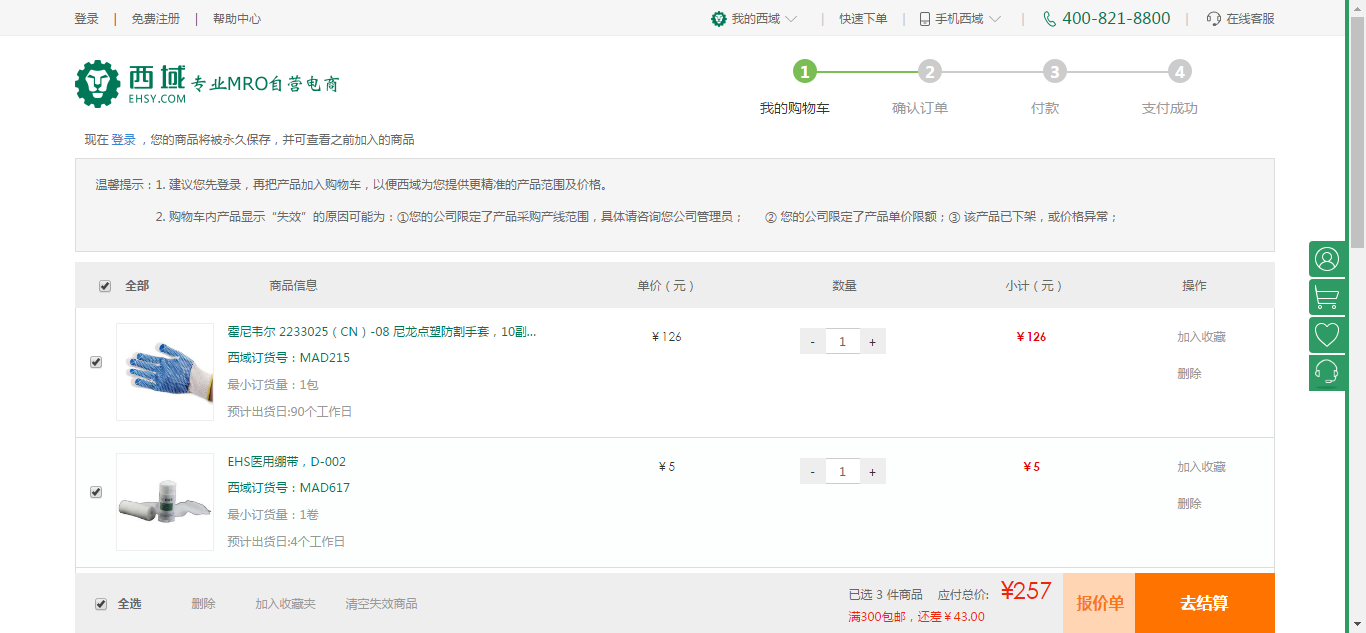 登录 | 免费注册 | 帮助中心 我的西域 | 快速下单 | 手机西域 | 400-821-8800 | 在线客服
西域 专业MRO自营电商
EHSY.COM
1 2 3 4
我的购物车 确认订单 付款 支付成功
现在 登录 ，您的商品将被永久保存，并可查看之前加入的商品
温馨提示：1. 建议您先登录，再把产品加入购物车，以便西域为您提供更精准的产品范围及价格。
2. 购物车内产品显示“失效”的原因可能为：①您的公司限定了产品采购产线范围，具体请咨询您公司管理员； ② 您的公司限定了产品单价限额；③ 该产品已下架，或价格异常；
全部 商品信息 单价（元） 数量 小计（元） 操作
霍尼韦尔 2233025（CN）-08 尼龙点塑防割手套，10副... ¥126 - 1 + ¥126 加入收藏
西域订货号：MAD215
删除
最小订货量：1包
预计出货日:90个工作日
EHS医用绷带，D-002 ¥5 - 1 + ¥5 加入收藏
西域订货号：MAD617
删除
最小订货量：1卷
预计出货日:4个工作日
全选 删除 加入收藏夹 清空失效商品 已选 3 件商品 应付总价: ¥257 报价单 去结算
满300包邮，还差¥43.00